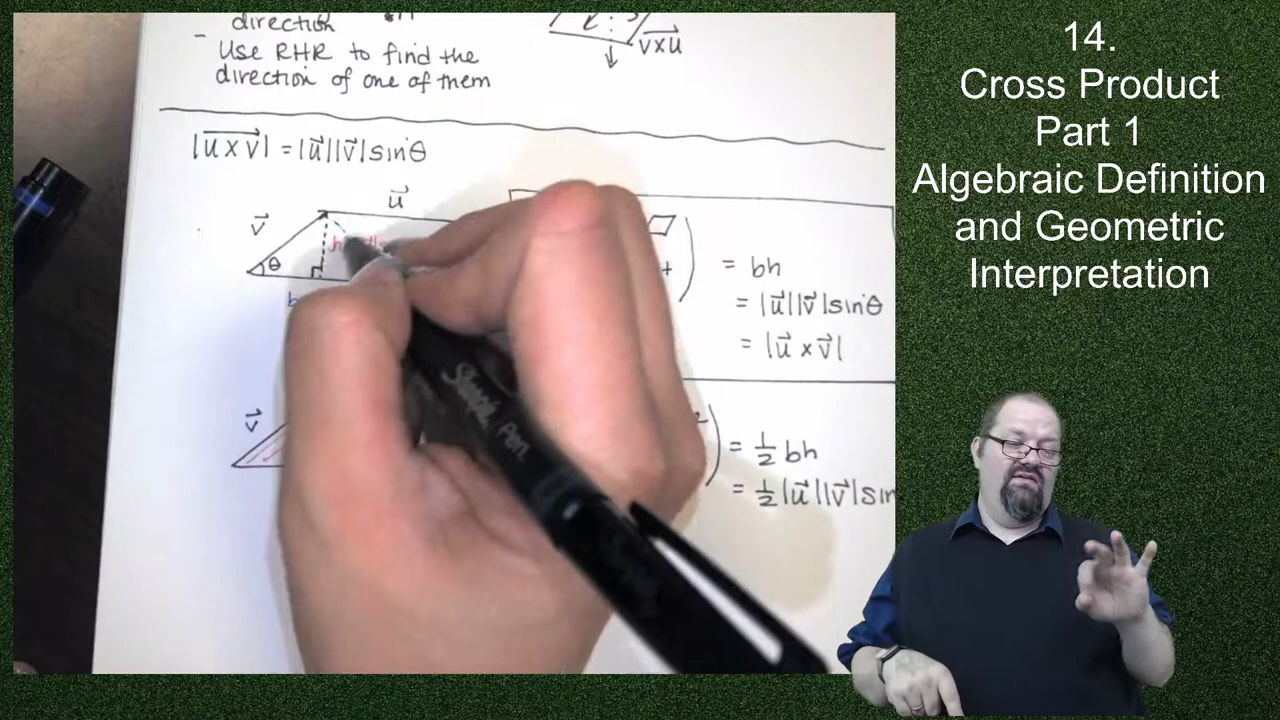 direction
- Use RHR to find the
direction of one of them
v×u
|u×v| = |u⃗||v⃗|sinθ
u⃗
v⃗
θ
h
b
= bh
= |u⃗||v⃗|sinθ
= |u⃗ × v⃗|
v⃗
= 1/2 bh
= 1/2 |u⃗||v⃗|sin
Sharpie PEN
14.
Cross Product
Part 1
Algebraic Definition
and Geometric
Interpretation